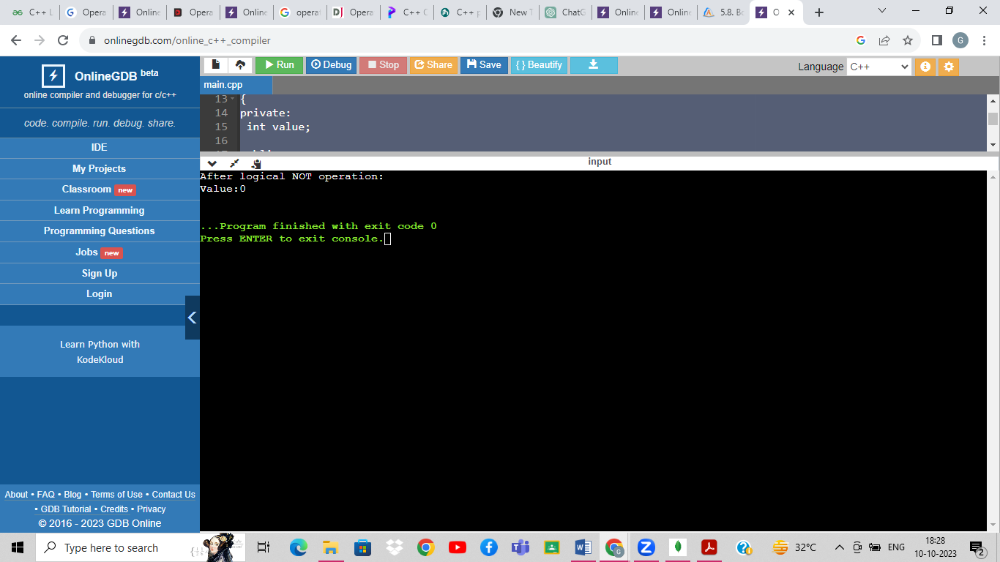 C++ L
Opera
Online
Opera
Online
operat
Opera
C++ C
C++ p
New T
ChatG
Online
Online
5.8. Bo
O
onlinegdb.com/online_c++_compiler
G
OnlineGDB beta
online compiler and debugger for c/c++
code. compile. run. debug. share.
IDE
My Projects
Classroom new
Learn Programming
Programming Questions
Jobs new
Sign Up
Login
Learn Python with
KodeKloud
About • FAQ • Blog • Terms of Use • Contact Us
• GDB Tutorial • Credits • Privacy
© 2016 - 2023 GDB Online
Run Debug Stop Share Save { } Beautify
Language C++
main.cpp
13 {
14 private:
15 int value;
16
input
After logical NOT operation:
Value:0
...Program finished with exit code 0
Press ENTER to exit console.
Type here to search
32°C
ENG
18:28
10-10-2023
2